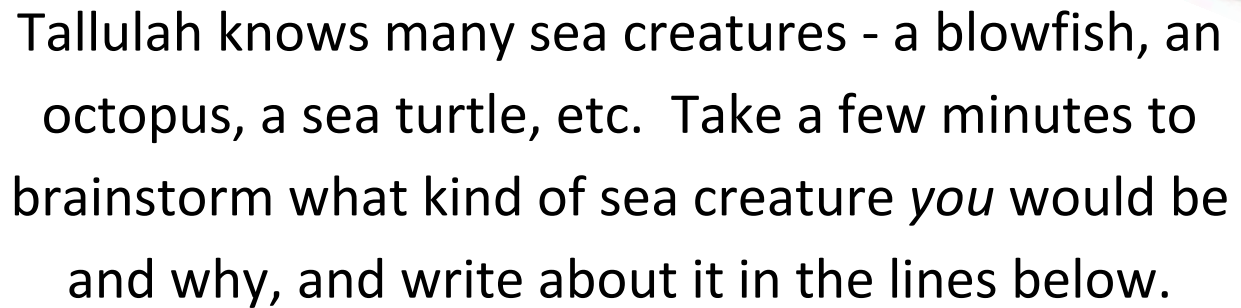 Tallulah knows many sea creatures - a blowfish, an
octopus, a sea turtle, etc.  Take a few minutes to
brainstorm what kind of sea creature you would be
and why, and write about it in the lines below.